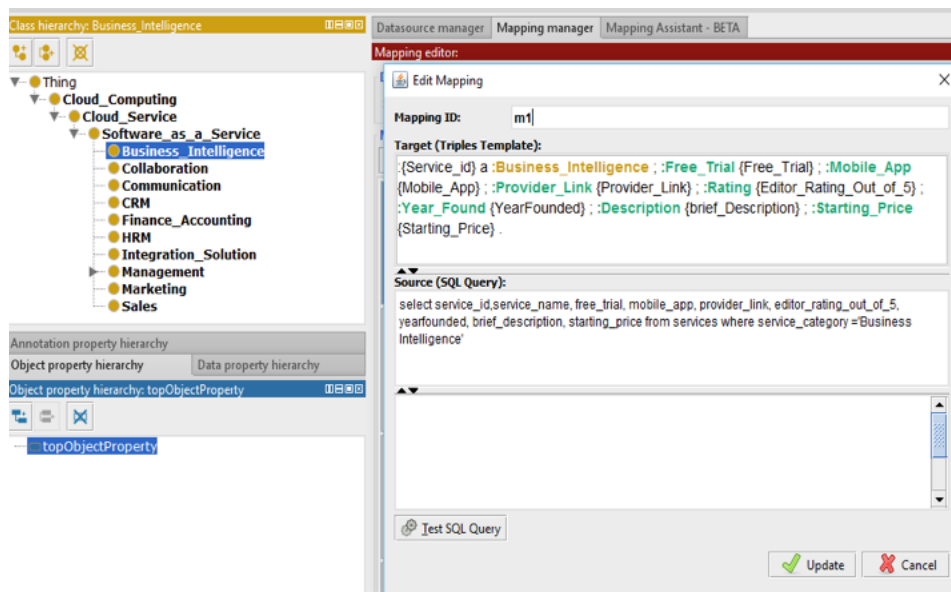 Class hierarchy: Business_Intelligence
Thing
Cloud_Computing
Cloud_Service
Software_as_a_Service
Business_Intelligence
Collaboration
Communication
CRM
Finance_Accounting
HRM
Integration_Solution
Management
Marketing
Sales
Annotation property hierarchy
Object property hierarchy
Data property hierarchy
Object property hierarchy: topObjectProperty
topObjectProperty
Datasource manager
Mapping manager
Mapping Assistant - BETA
Mapping editor:
Edit Mapping
Mapping ID:
m1
Target (Triples Template):
:{Service_id} a :Business_Intelligence ; :Free_Trial {Free_Trial} ; :Mobile_App
{Mobile_App} ; :Provider_Link {Provider_Link} ; :Rating {Editor_Rating_Out_of_5} ;
:Year_Found {YearFounded} ; :Description {brief_Description} ; :Starting_Price
{Starting_Price} .
Source (SQL Query):
select service_id,service_name, free_trial, mobile_app, provider_link, editor_rating_out_of_5,
yearfounded, brief_description, starting_price from services where service_category ='Business
Intelligence'
Test SQL Query
Update
Cancel